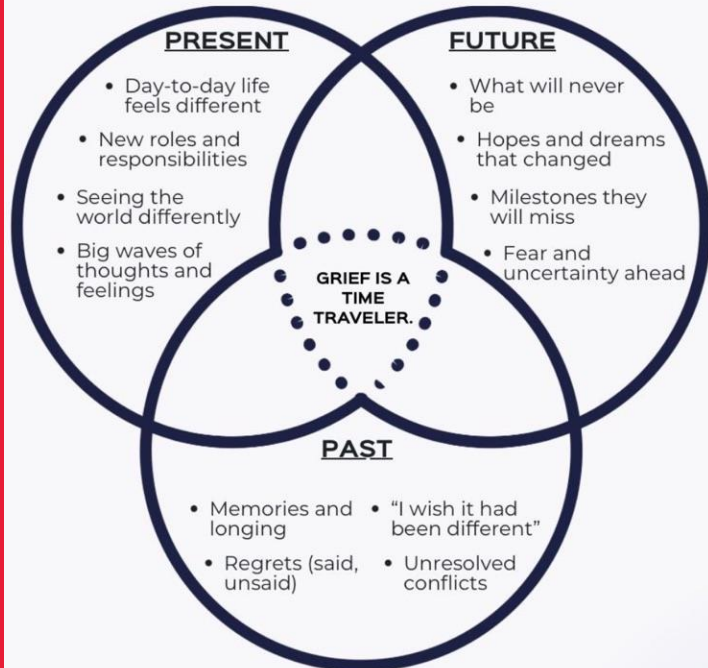 PRESENT
• Day-to-day life
feels different
• New roles and
responsibilities
• Seeing the
world differently
• Big waves of
thoughts and
feelings
FUTURE
• What will never
be
• Hopes and dreams
that changed
• Milestones they
will miss
• Fear and
uncertainty ahead
GRIEF IS A
TIME
TRAVELER.
PAST
• Memories and
longing
• Regrets (said,
unsaid)
• “I wish it had
been different”
• Unresolved
conflicts